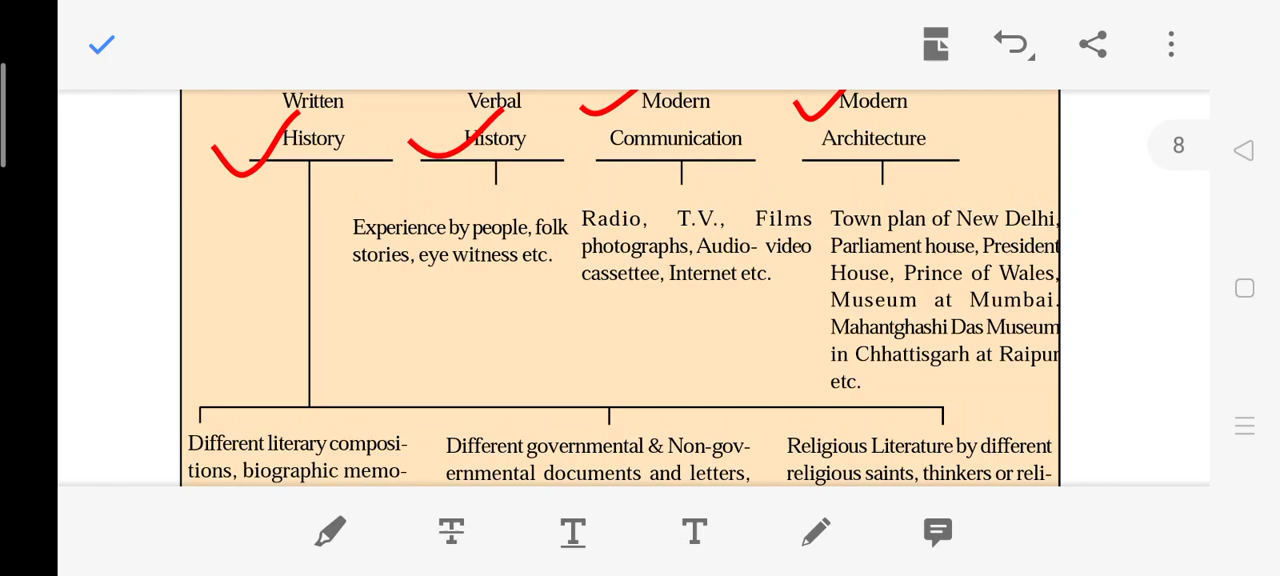 Written
History
Verbal
History
Modern
Communication
Modern
Architecture
8
Experience by people, folk
stories, eye witness etc.
Radio, T.V., Films
photographs, Audio- video
cassettee, Internet etc.
Town plan of New Delhi,
Parliament house, President
House, Prince of Wales,
Museum at Mumbai.
Mahantghashi Das Museum
in Chhattisgarh at Raipur
etc.
Different literary composi-
tions, biographic memo-
Different governmental & Non-gov-
ernmental documents and letters,
Religious Literature by different
religious saints, thinkers or reli-